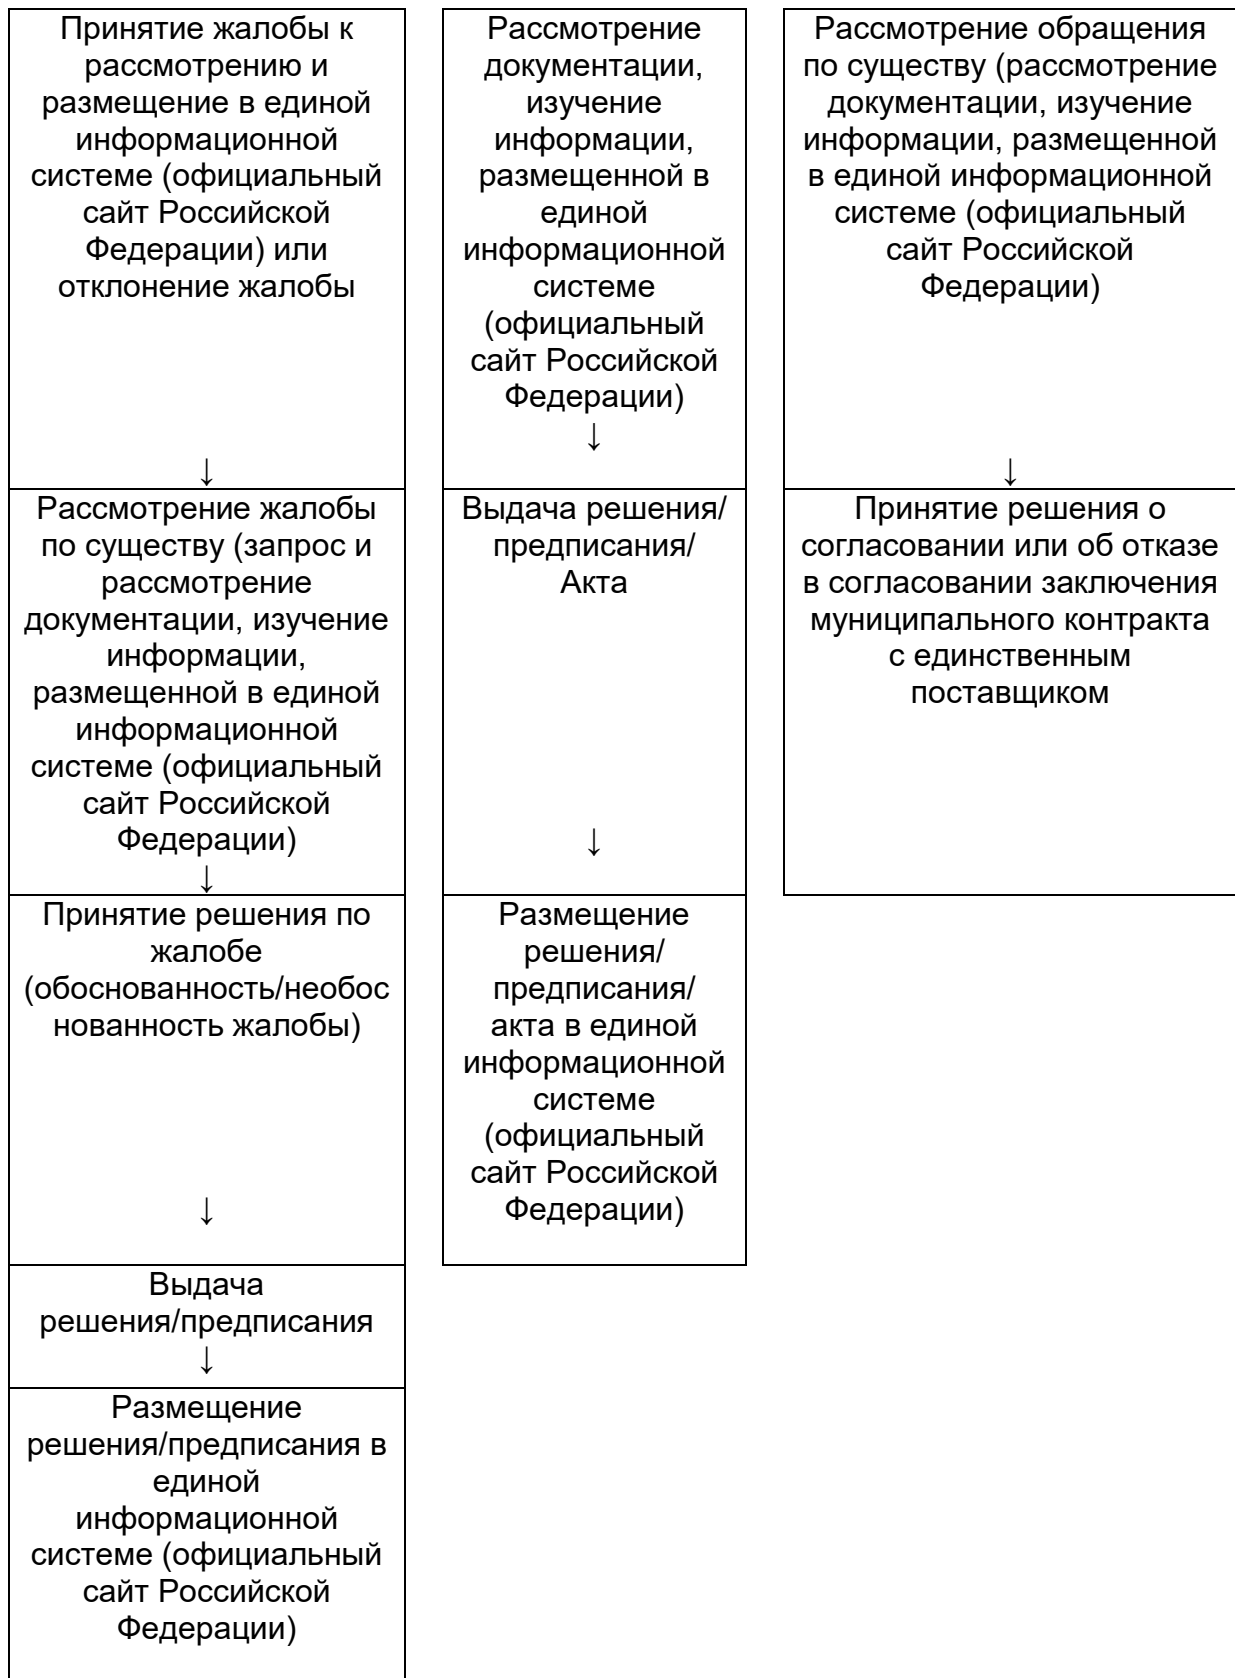 Принятие жалобы к
рассмотрению и
размещение в единой
информационной
системе (официальный
сайт Российской
Федерации) или
отклонение жалобы
↓
Рассмотрение жалобы
по существу (запрос и
рассмотрение
документации, изучение
информации,
размещенной в единой
информационной
системе (официальный
сайт Российской
Федерации)
↓
Принятие решения по
жалобе
(обоснованность/необос
нованность жалобы)
↓
Выдача
решения/предписания
↓
Размещение
решения/предписания в
единой
информационной
системе (официальный
сайт Российской
Федерации)
Рассмотрение
документации,
изучение
информации,
размещенной в
единой
информационной
системе
(официальный
сайт Российской
Федерации)
↓
Выдача решения/
предписания/
Акта
↓
Размещение
решения/
предписания/
акта в единой
информационной
системе
(официальный
сайт Российской
Федерации)
Рассмотрение обращения
по существу (рассмотрение
документации, изучение
информации, размещенной
в единой информационной
системе (официальный
сайт Российской
Федерации)
↓
Принятие решения о
согласовании или об отказе
в согласовании заключения
муниципального контракта
с единственным
поставщиком